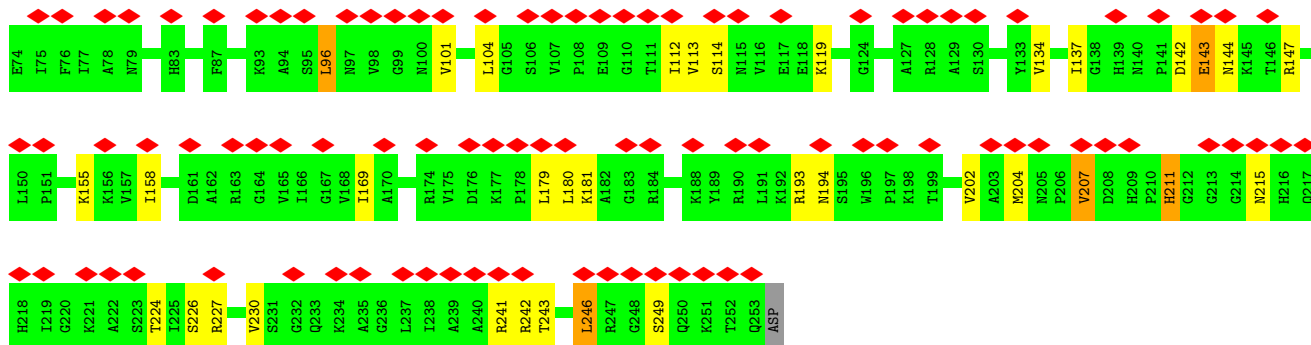 E74 I75 F76 I77 A78 N79 H83 F87 K93 A94 S95 L96 N97 V98 G99 N100 V101 L104 G105 S106 V107 P108 E109 G110 T111 I112 V113 S114 N115 V116 E117 E118 K119 G124 A127 R128 A129 S130 Y133 V134 I137 G138 H139 N140 P141 D142 E143 N144 K145 T146 R147
L150 P151 K155 K156 V157 I158 D161 A162 R163 G164 V165 I166 G167 V168 I169 A170 R174 V175 D176 K177 P178 L179 L180 K181 A182 G183 R184 K188 Y189 R190 L191 K192 R193 N194 S195 W196 P197 K198 T199 V202 A203 M204 N205 P206 V207 D208 H209 P210 H211 G212 G213 G214 N215 H216 Q217
H218 I219 G220 K221 A222 S223 T224 I225 S226 R227 V230 S231 G232 Q233 K234 A235 G236 L237 I238 A239 A240 R241 R242 T243 L246 R247 G248 S249 Q250 K251 T252 Q253 ASP